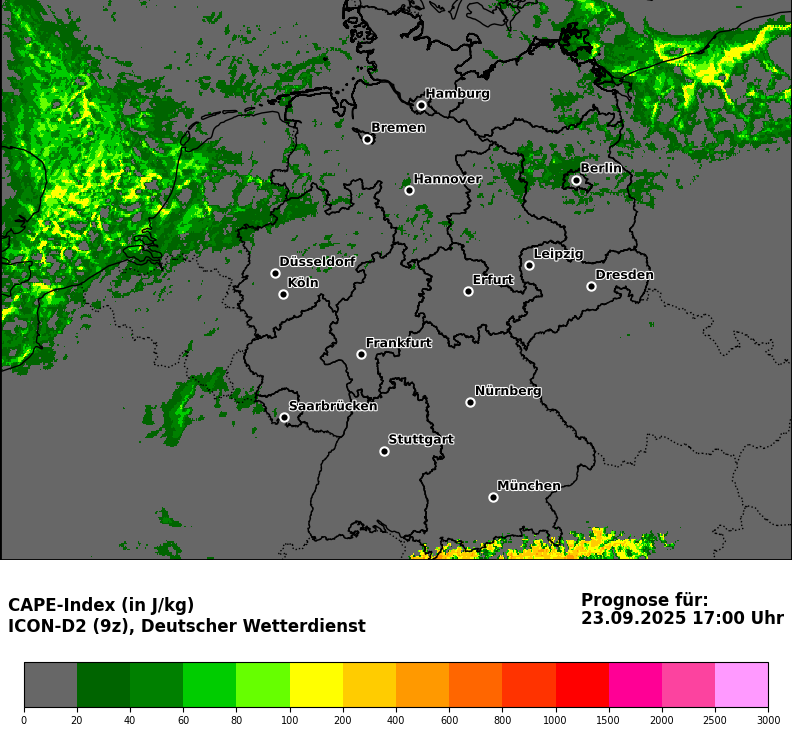 Hamburg
Bremen
Berlin
Hannover
Leipzig
Düsseldorf
Dresden
Köln
Erfurt
Frankfurt
Nürnberg
Saarbrücken
Stuttgart
München
CAPE-Index (in J/kg)
ICON-D2 (9z), Deutscher Wetterdienst
Prognose für:
23.09.2025 17:00 Uhr
0 20 40 60 80 100 200 400 600 800 1000 1500 2000 2500 3000